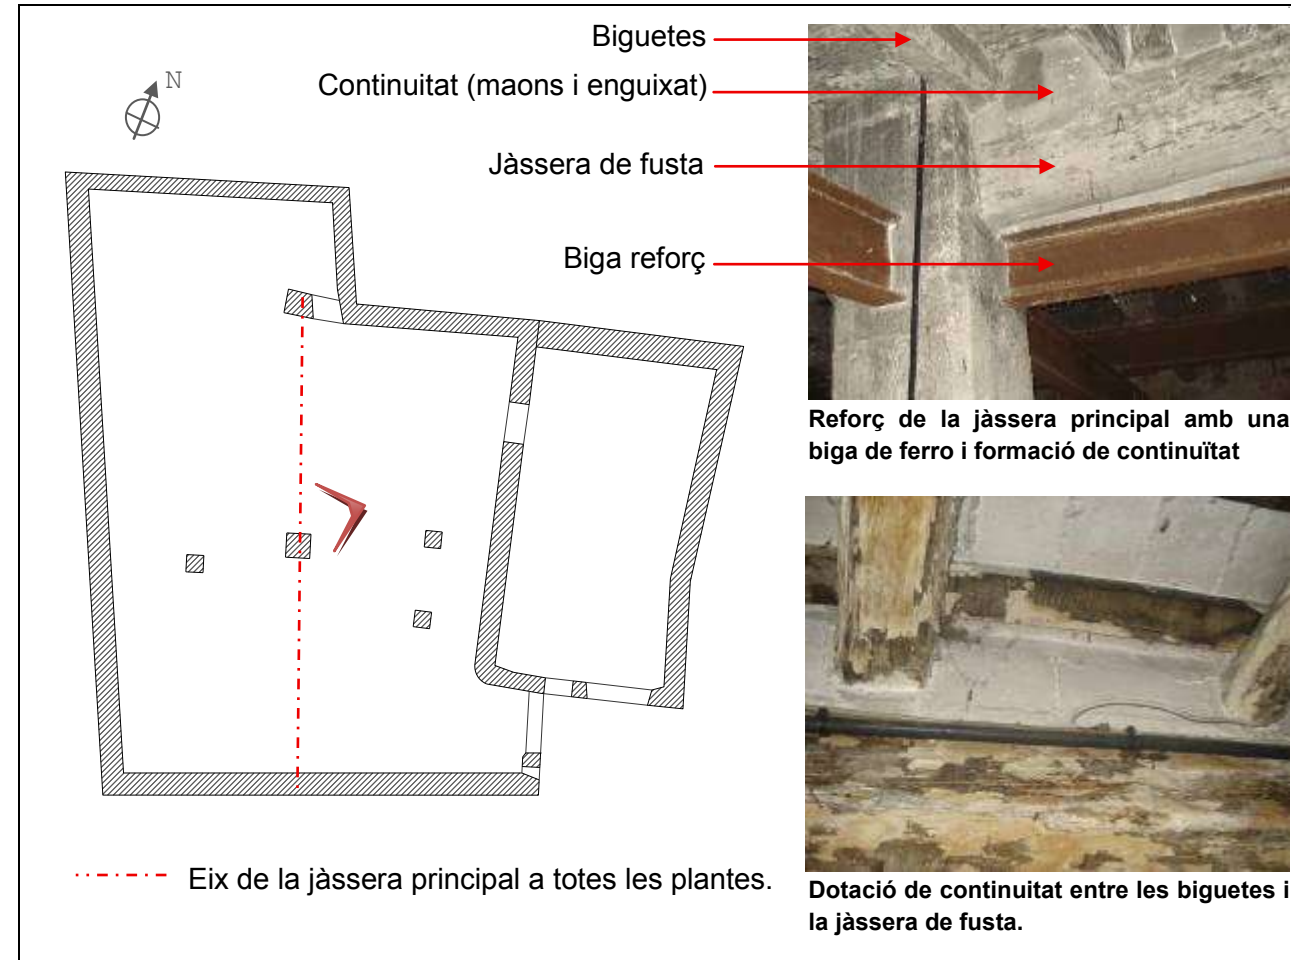 Biguetes
Continuitat (maons i enguixat)
Jàssera de fusta
Biga reforç
N
Reforç de la jàssera principal amb una
biga de ferro i formació de continuïtat
Eix de la jàssera principal a totes les plantes.
Dotació de continuitat entre les biguetes i
la jàssera de fusta.